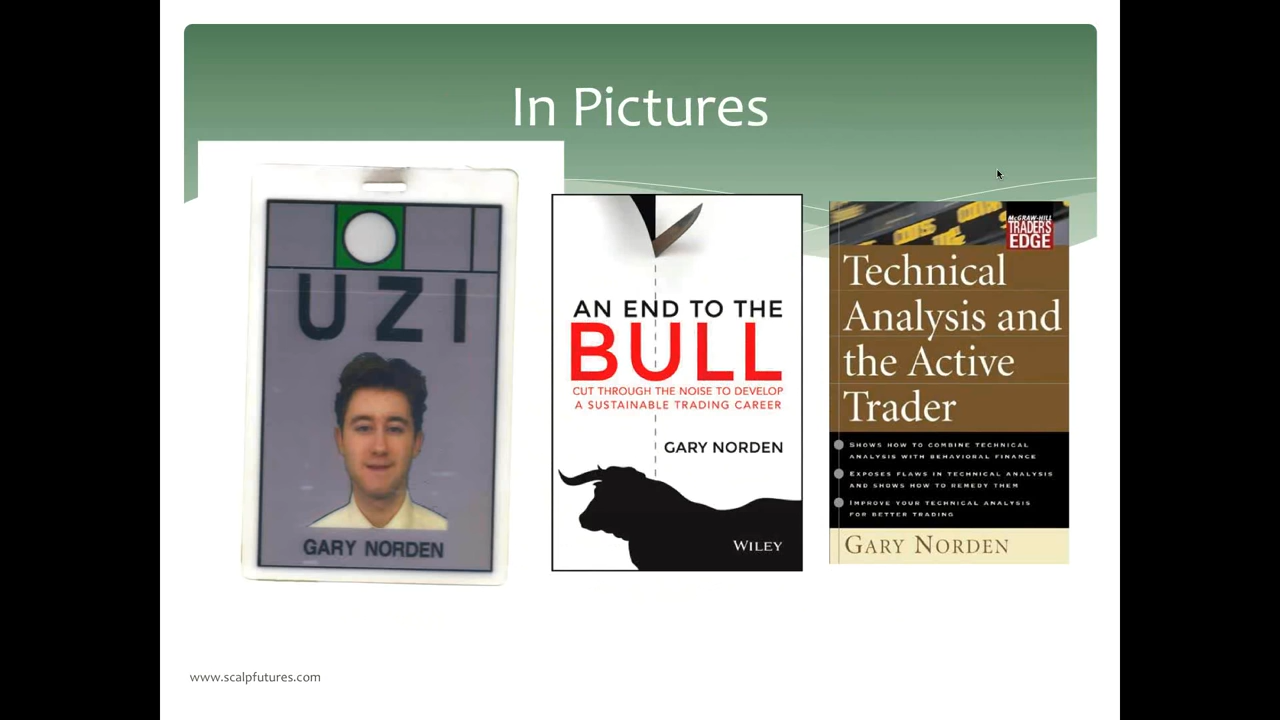 In Pictures
UZI
GARY NORDEN
AN END TO THE
BULL
CUT THROUGH THE NOISE TO DEVELOP
A SUSTAINABLE TRADING CAREER
GARY NORDEN
WILEY
McGRAW-HILL
TRADER'S
EDGE
Technical
Analysis and
the Active
Trader
SHOWS HOW TO COMBINE TECHNICAL
ANALYSIS WITH BEHAVIORAL FINANCE
EXPOSES FLAWS IN TECHNICAL ANALYSIS
AND SHOWS HOW TO REMEDY THEM
IMPROVE YOUR TECHNICAL ANALYSIS
FOR BETTER TRADING
GARY NORDEN
www.scalpfutures.com